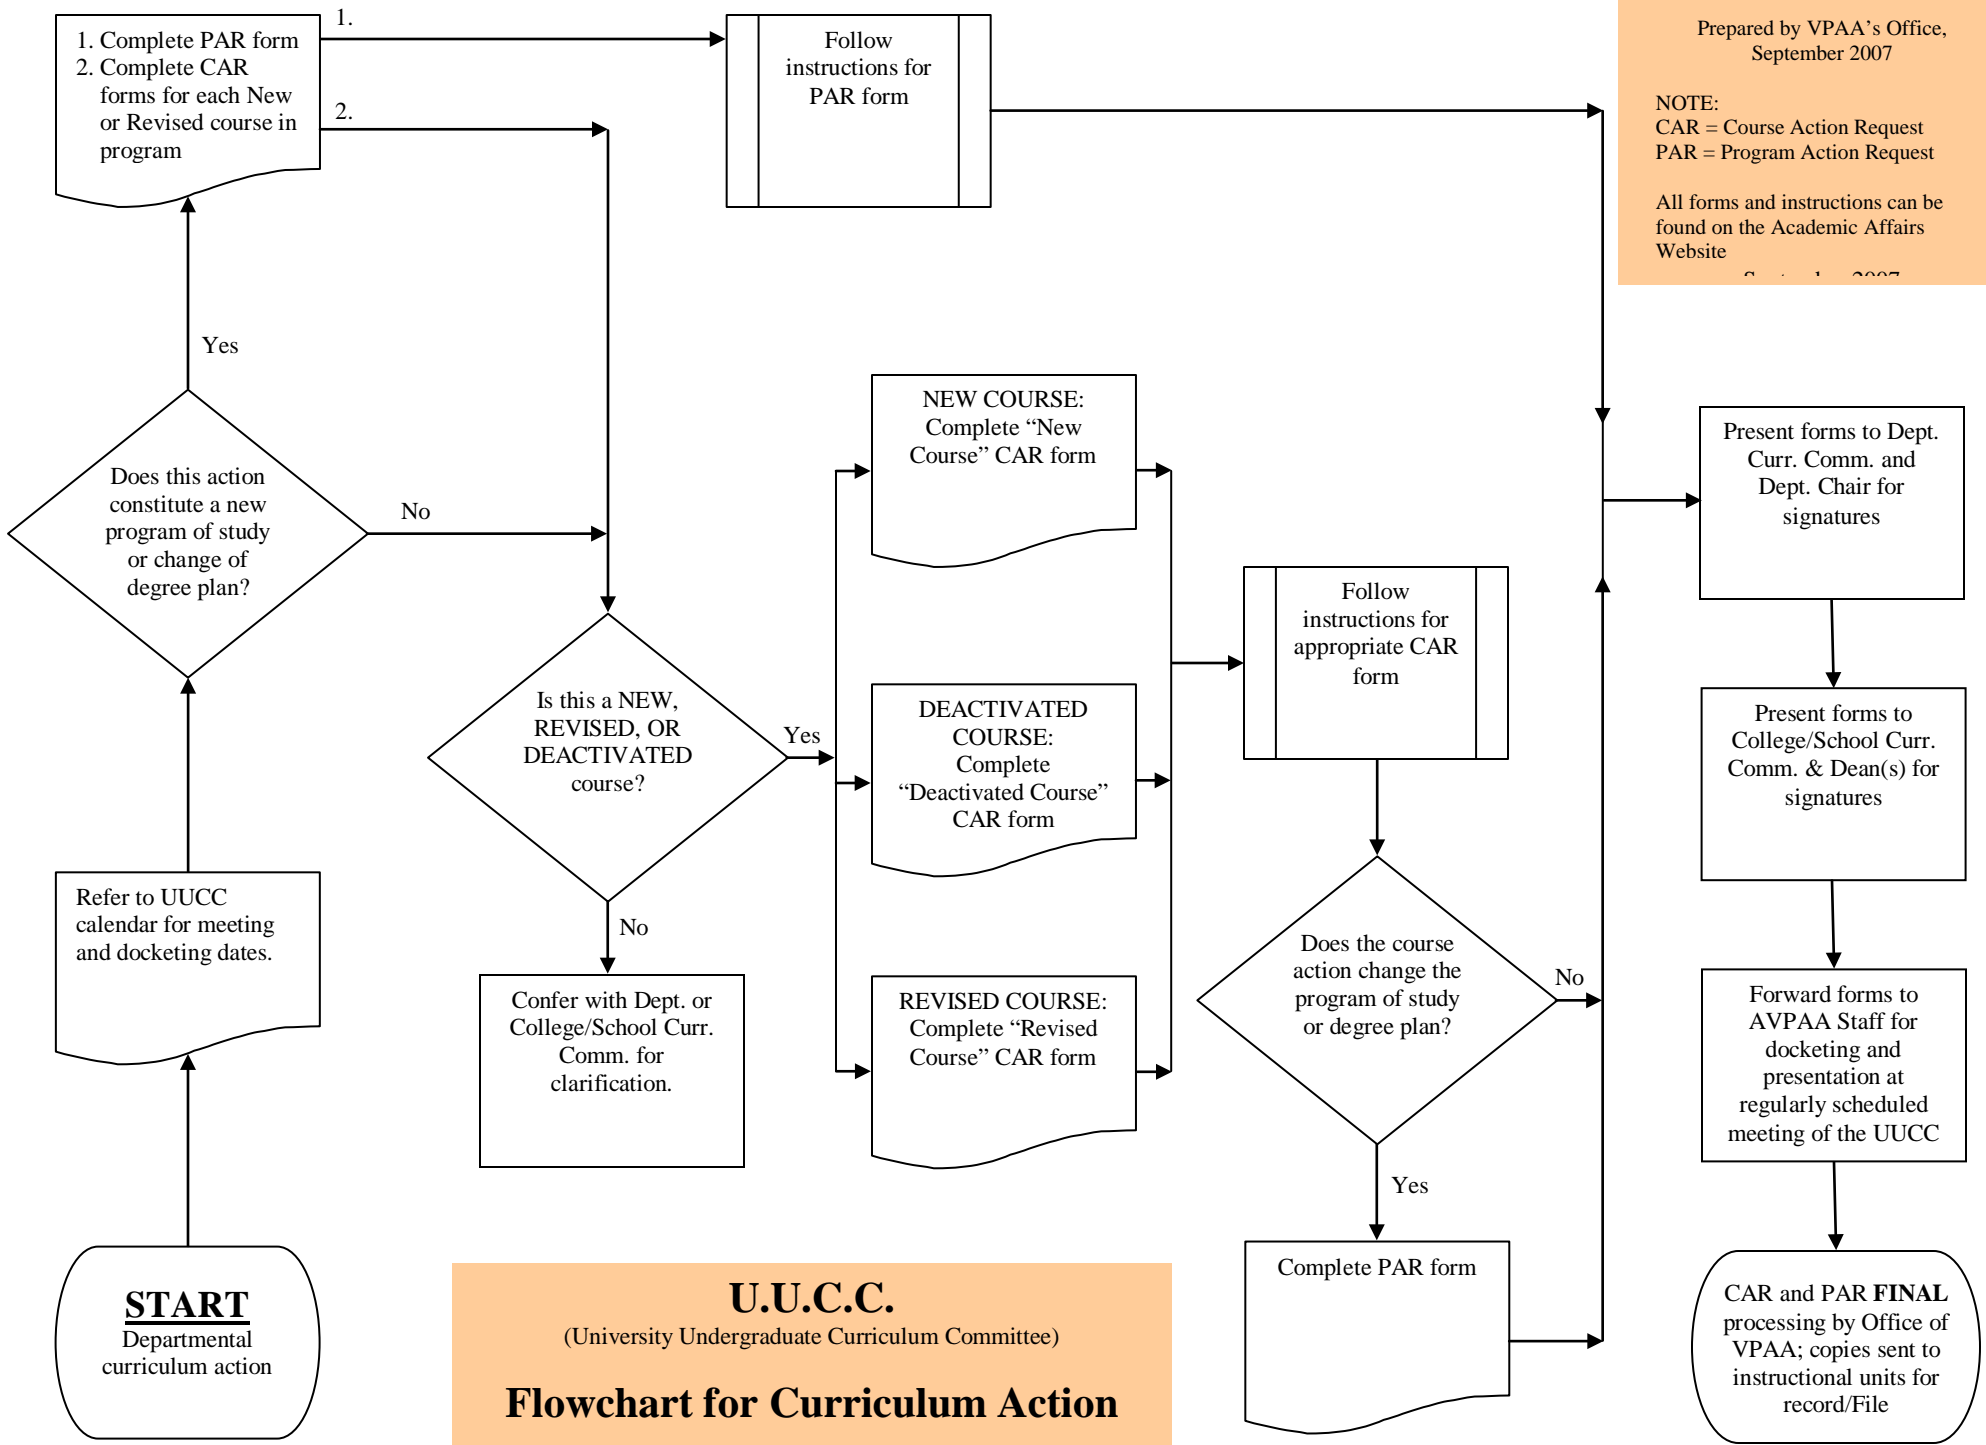 1. Complete PAR form
2. Complete CAR
forms for each New
or Revised course in
program
1.
2.
Follow
instructions for
PAR form
Prepared by VPAA's Office,
September 2007
NOTE:
CAR = Course Action Request
PAR = Program Action Request
All forms and instructions can be
found on the Academic Affairs
Website
September 2007
Yes
Does this action
constitute a new
program of study
or change of
degree plan?
No
NEW COURSE:
Complete “New
Course” CAR form
Present forms to Dept.
Curr. Comm. and
Dept. Chair for
signatures
Follow
instructions for
appropriate CAR
form
Is this a NEW,
REVISED, OR
DEACTIVATED
course?
Yes
DEACTIVATED
COURSE:
Complete
“Deactivated Course”
CAR form
Present forms to
College/School Curr.
Comm. & Dean(s) for
signatures
Refer to UUCC
calendar for meeting
and docketing dates.
No
Confer with Dept. or
College/School Curr.
Comm. for
clarification.
REVISED COURSE:
Complete “Revised
Course” CAR form
Does the course
action change the
program of study
or degree plan?
No
Forward forms to
AVPAA Staff for
docketing and
presentation at
regularly scheduled
meeting of the UUCC
Yes
Complete PAR form
START
Departmental
curriculum action
U.U.C.C.
(University Undergraduate Curriculum Committee)
Flowchart for Curriculum Action
CAR and PAR FINAL
processing by Office of
VPAA; copies sent to
instructional units for
record/File